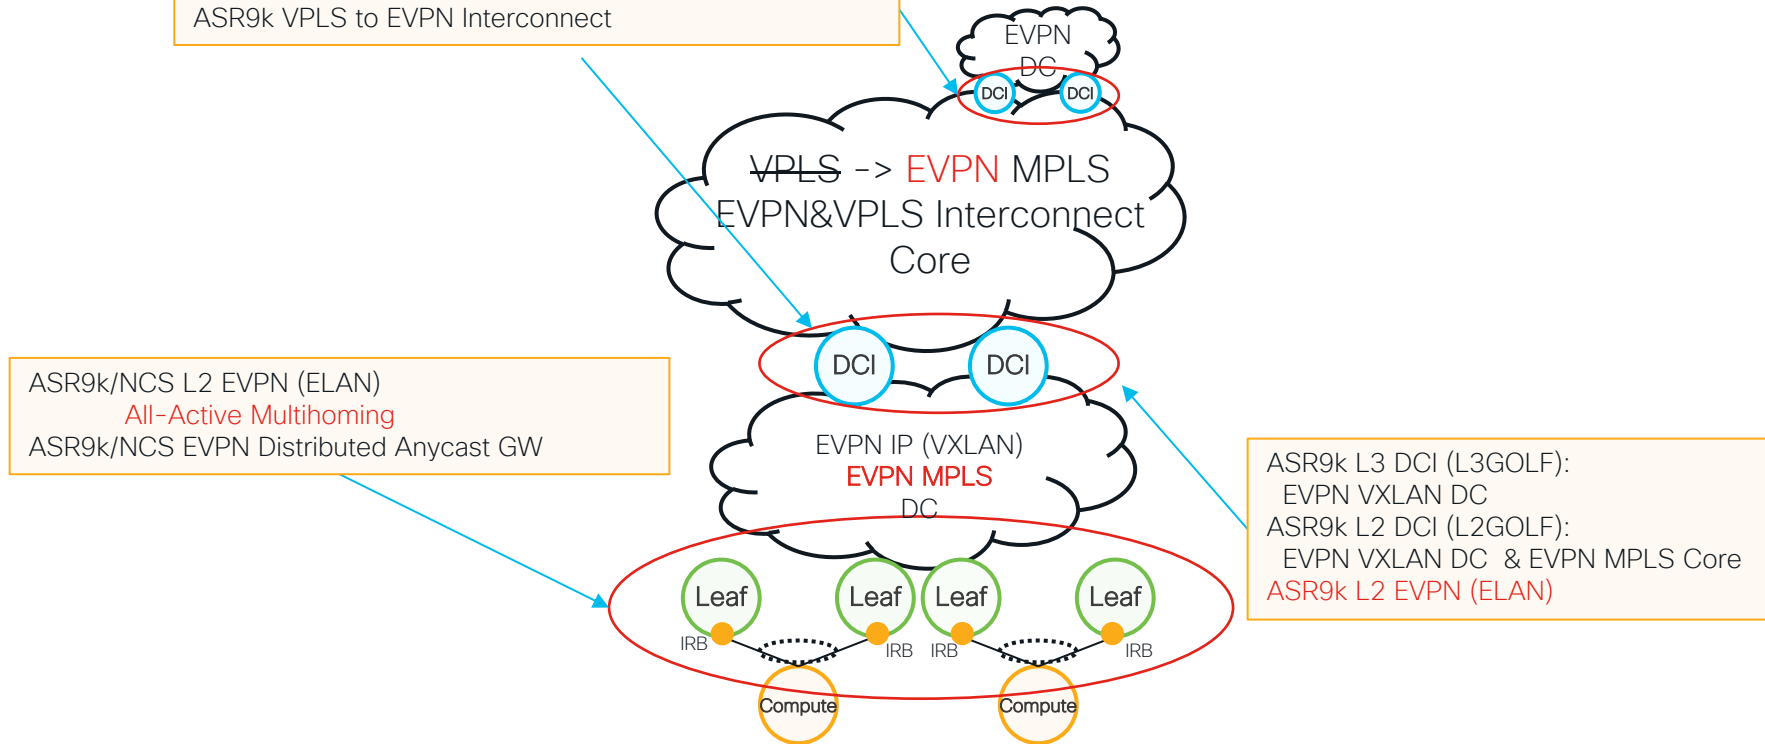 ASR9k VPLS to EVPN Interconnect
EVPN
DC
DCI
DCI
VPLS -> EVPN MPLS
EVPN&VPLS Interconnect
Core
DCI
DCI
ASR9k/NCS L2 EVPN (ELAN)
All-Active Multihoming
ASR9k/NCS EVPN Distributed Anycast GW
EVPN IP (VXLAN)
EVPN MPLS
DC
ASR9k L3 DCI (L3GOLF):
EVPN VXLAN DC
ASR9k L2 DCI (L2GOLF):
EVPN VXLAN DC & EVPN MPLS Core
ASR9k L2 EVPN (ELAN)
Leaf
Leaf
Leaf
Leaf
IRB
IRB
IRB
IRB
Compute
Compute